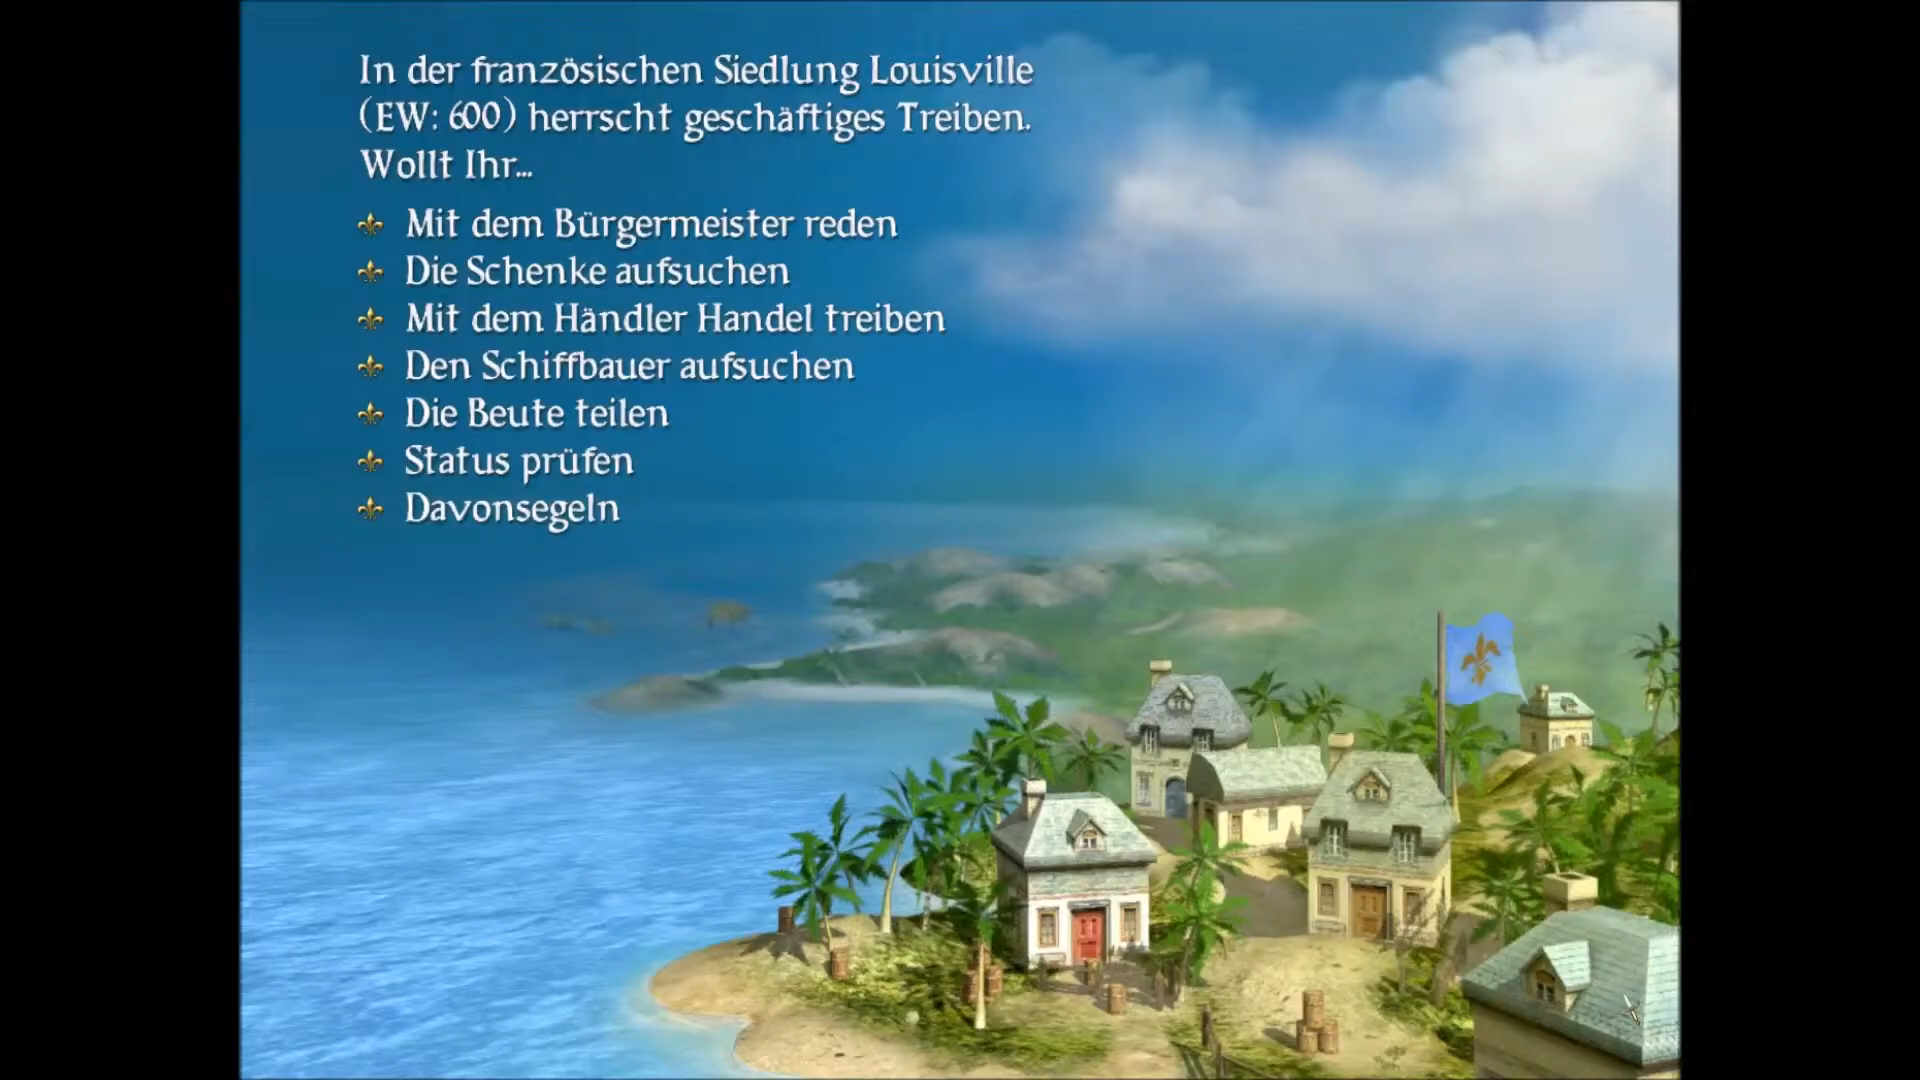 In der französischen Siedlung Louisville
(EW: 600) herrscht geschäftiges Treiben.
Wollt Ihr...
Mit dem Bürgermeister reden
Die Schenke aufsuchen
Mit dem Händler Handel treiben
Den Schiffbauer aufsuchen
Die Beute teilen
Status prüfen
Davonsegeln